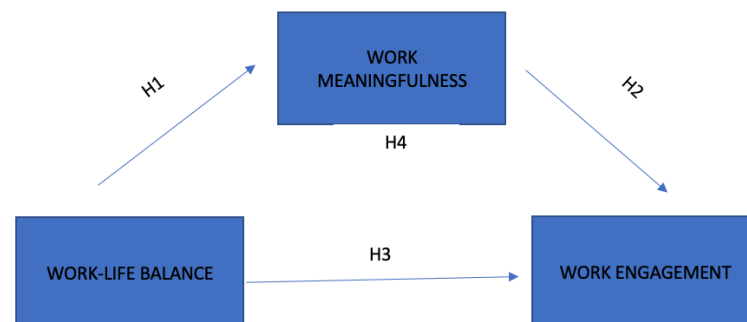 WORK
MEANINGFULNESS
H1
H2
H4
H3
WORK-LIFE BALANCE
WORK ENGAGEMENT